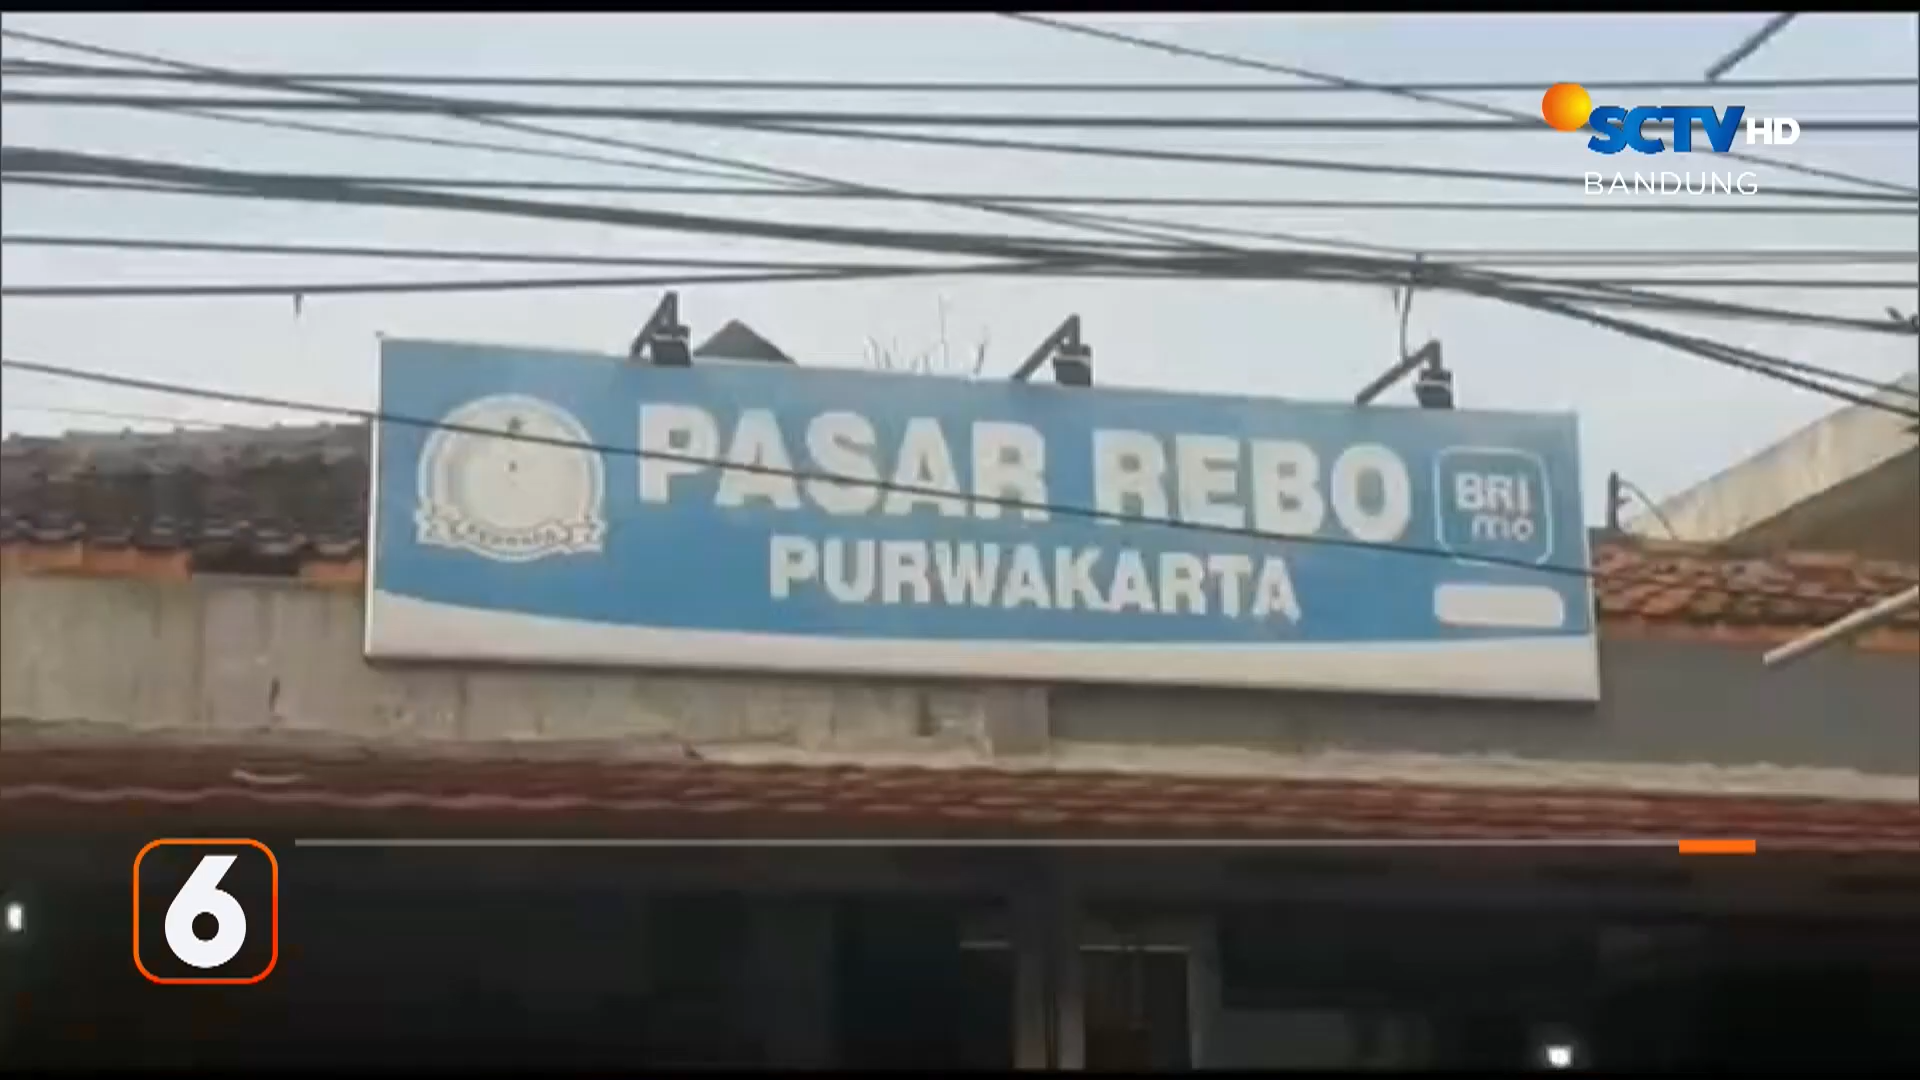 SCTV HD
BANDUNG
PASAR REBO
BRI
mo
PURWAKARTA
6